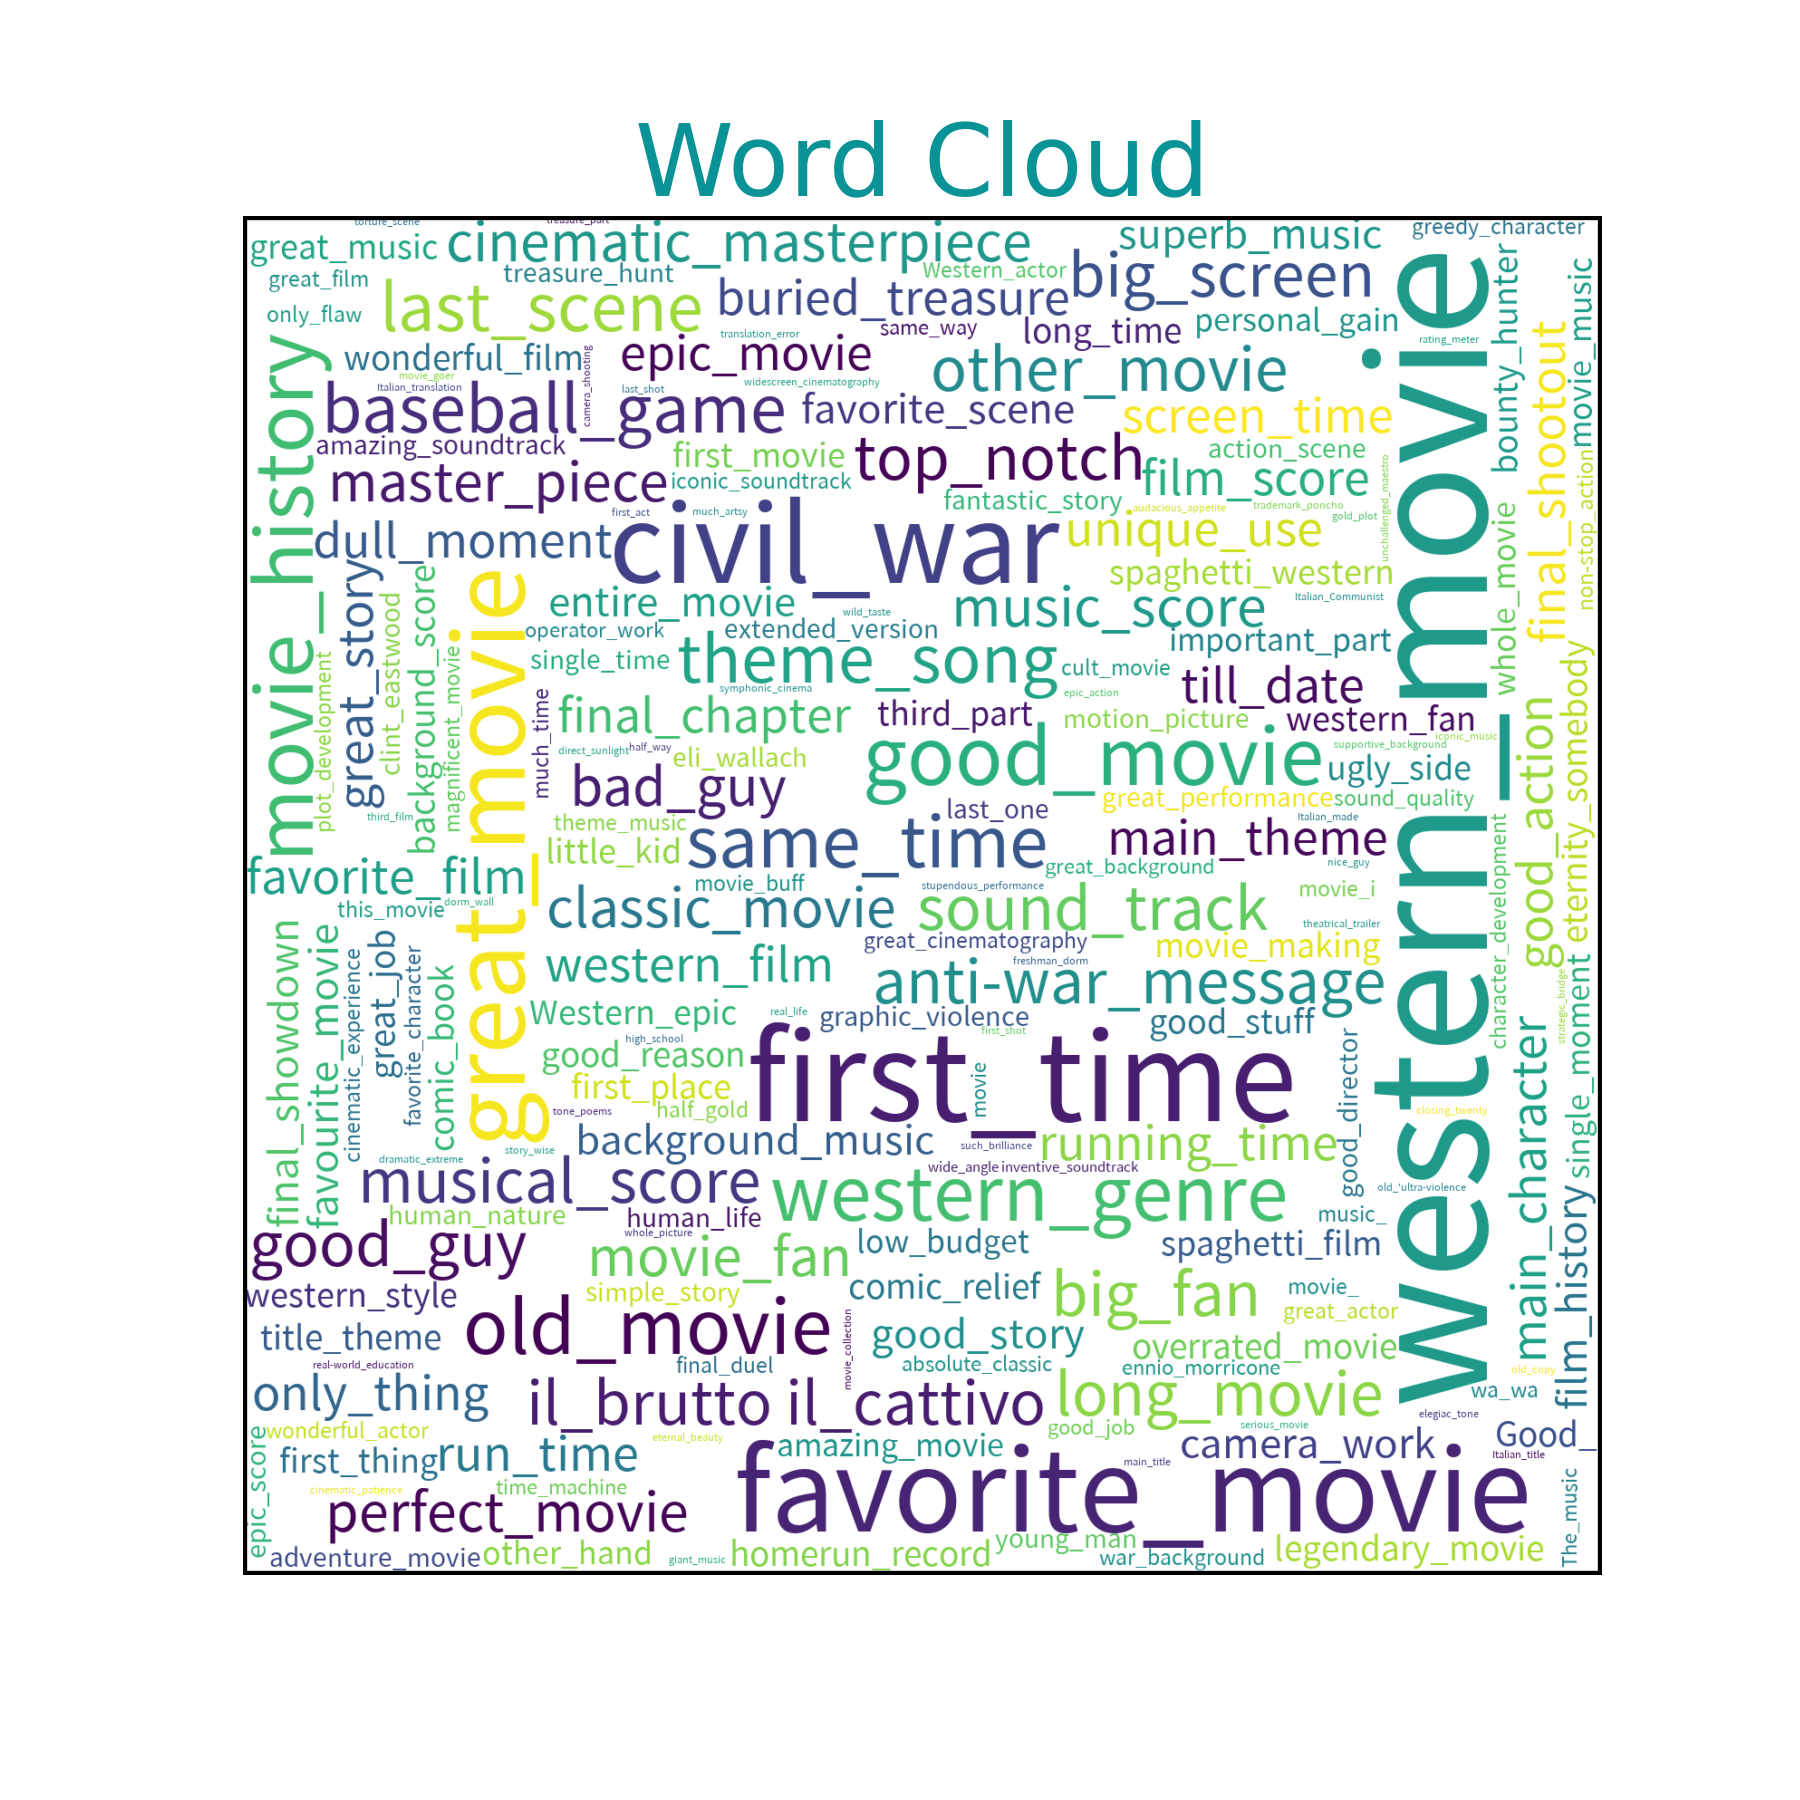 Word Cloud
torture_scene
treasure_part
great_music
cinematic_masterpiece
superb_music
greedy_character
great_film
treasure_hunt
Western_actor
big_screen
only_flaw
last_scene
buried_treasure
same_way
long_time
personal_gain
translation_error
rating_meter
wonderful_film
epic_movie
other_movie
movie_goer
Italian_translation
camera_shooting
last_shot
widescreen_cinematography
baseball_game
favorite_scene
screen_time
amazing_soundtrack
first_movie
top_notch
action_scene
master_piece
iconic_soundtrack
film_score
unchallenged_maestro
fantastic_story
audacious_appetite
trademark_poncho
gold_plot
first_act
much_artsy
dull_moment
civil_war
unique_use
spaghetti_western
movie_history
western_movie
bounty_hunter
movie_music
final_shootout
non-stop_action
whole_movie
great_story
clint_eastwood
background_score
great_movie
entire_movie
wild_taste
music_score
Italian_Communist
operator_work
extended_version
important_part
single_time
theme_song
cult_movie
plot_development
magnificent_movie
symphonic_cinema
epic_action
till_date
much_time
final_chapter
third_part
motion_picture
western_fan
iconic_music
direct_sunlight
half_way
eli_wallach
good_movie
supportive_background
ugly_side
bad_guy
great_performance
sound_quality
good_action
eternity_somebody
third_film
theme_music
last_one
Italian_made
little_kid
same_time
main_theme
nice_guy
great_background
favorite_film
movie_buff
stupendous_performance
movie_i
character_development
this_movie
dorm_wall
classic_movie
sound_track
theatrical_trailer
great_cinematography
movie_making
final_showdown
favourite_movie
cinematic_experience
great_job
favorite_character
comic_book
western_film
freshman_dorm
anti-war_message
strategic_bridge
single_moment
Western_epic
real_life
graphic_violence
good_stuff
high_school
first_shot
good_reason
first_time
movie
good_director
main_character
first_place
tone_poems
half_gold
closing_twenty
background_music
story_wise
such_brilliance
running_time
dramatic_extreme
musical_score
wide_angle
inventive_soundtrack
western_genre
old_'ultra-violence
human_nature
human_life
music_
whole_picture
good_guy
movie_fan
low_budget
spaghetti_film
film_history
western_style
simple_story
comic_relief
big_fan
movie_
great_actor
title_theme
old_movie
movie_collection
good_story
overrated_movie
real-world_education
final_duel
absolute_classic
ennio_morricone
old_copy
only_thing
il_brutto
il_cattivo
long_movie
wa_wa
elegiac_tone
wonderful_actor
eternal_beauty
good_job
serious_movie
Good_
epic_score
first_thing
run_time
amazing_movie
camera_work
main_title
Italian_title
cinematic_patience
time_machine
favorite_movie
The_music
perfect_movie
adventure_movie
other_hand
giant_music
homerun_record
young_man
war_background
legendary_movie